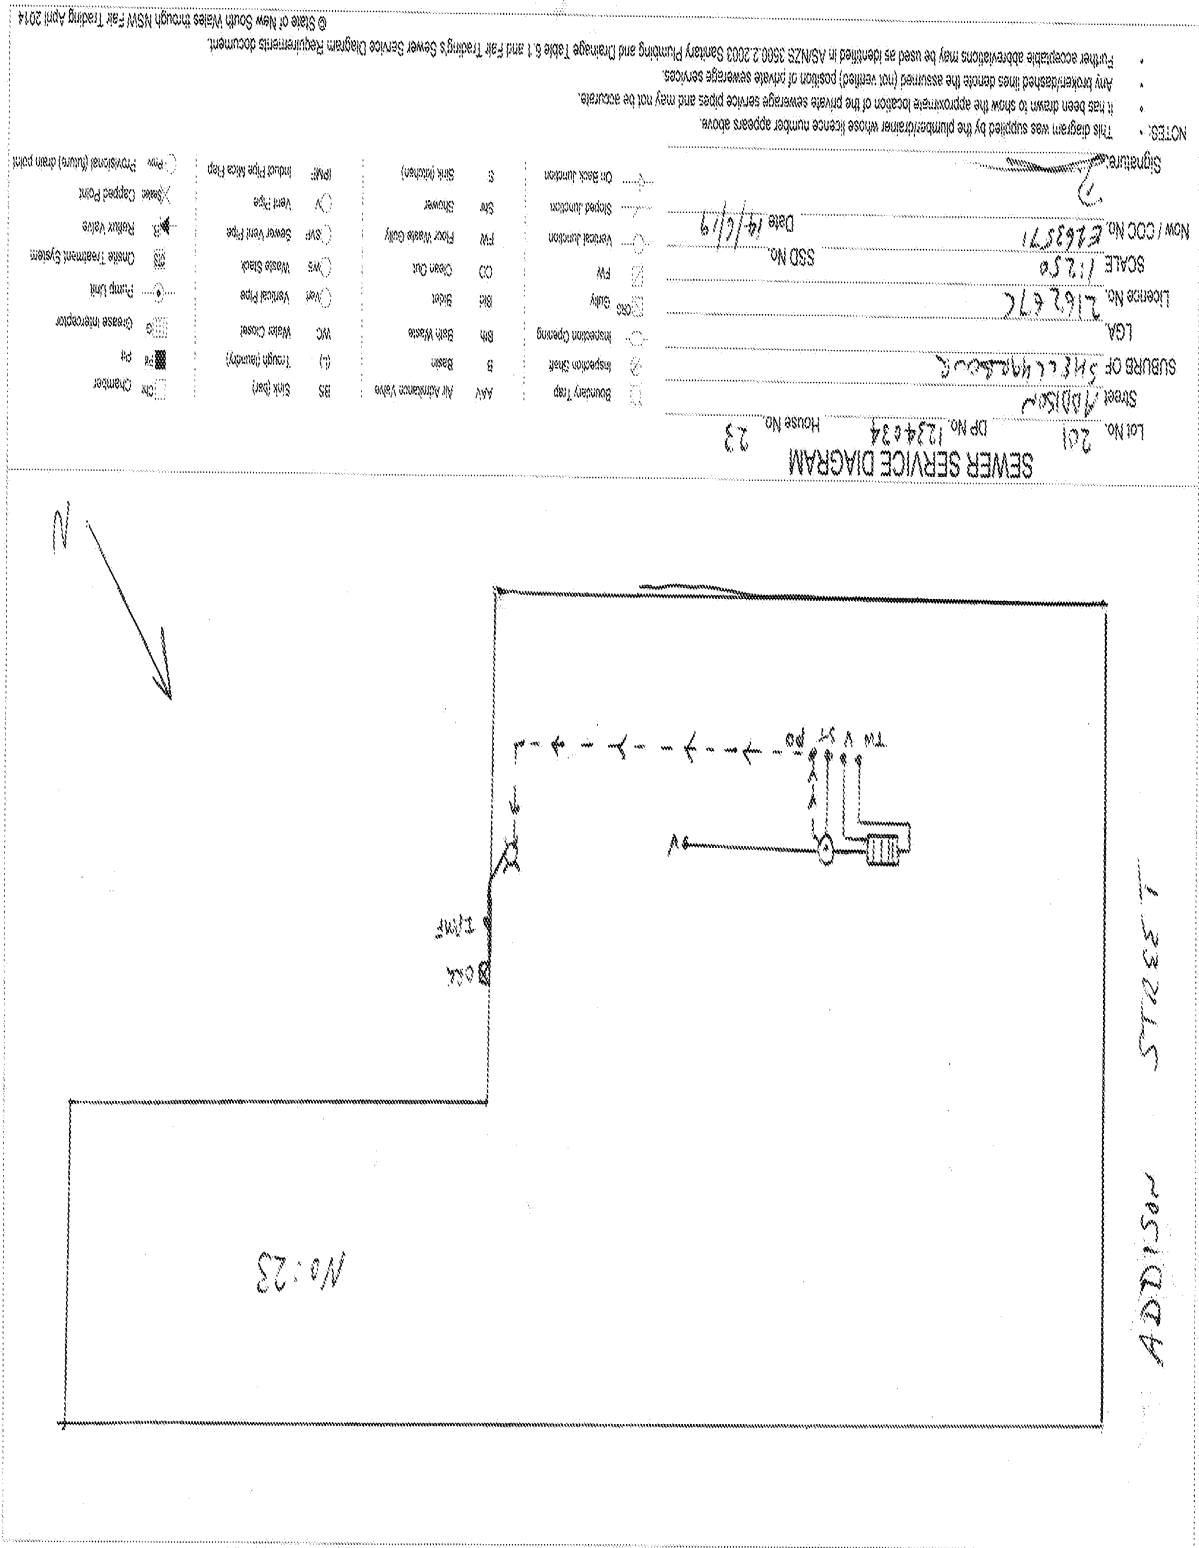 SEWER SERVICE DIAGRAM
Lot No. 201 DP No. 1234034 House No. 23
Street ADDISON
SUBURB OF SHELLHARBOUR
LGA.
Licence No. 216267C
SCALE 1:250 SSD No.
Now / COC No. E263571 Date 14/6/19
Signature:
Boundary Trap
Inspection Shaft
Inspection Opening
ORG Gully
FW
Vertical Junction
Sloped Junction
On Back Junction
AAV Air Admittance Valve
B Basin
Bth Bath Waste
Bid Bidet
CO Clean Out
FW Floor Waste Gully
Shr Shower
S Sink (kitchen)
BS Sink (bar)
(L) Trough (laundry)
WC Water Closet
Vert Vertical Pipe
WS Waste Stack
SVP Sewer Vent Pipe
V Vent Pipe
IPMF Induct Pipe Mica Flap
Chr Chamber
Pit Pit
G Grease Interceptor
Pump Unit
Onsite Treatment System
R Reflux Valve
Sealed Capped Point
Prov Provisional (future) drain point
NOTES: • This diagram was supplied by the plumber/drainer whose licence number appears above.
• It has been drawn to show the approximate location of the private sewerage service pipes and may not be accurate.
• Any broken/dashed lines denote the assumed (not verified) position of private sewerage services.
• Further acceptable abbreviations may be used as identified in AS/NZS 3500.2:2003 Sanitary Plumbing and Drainage Table 6.1 and Fair Trading's Sewer Service Diagram Requirements document.
© State of New South Wales through NSW Fair Trading April 2014
N
TW V ST PO
V
IPMF
ORG
No: 23
ADDISON STREET